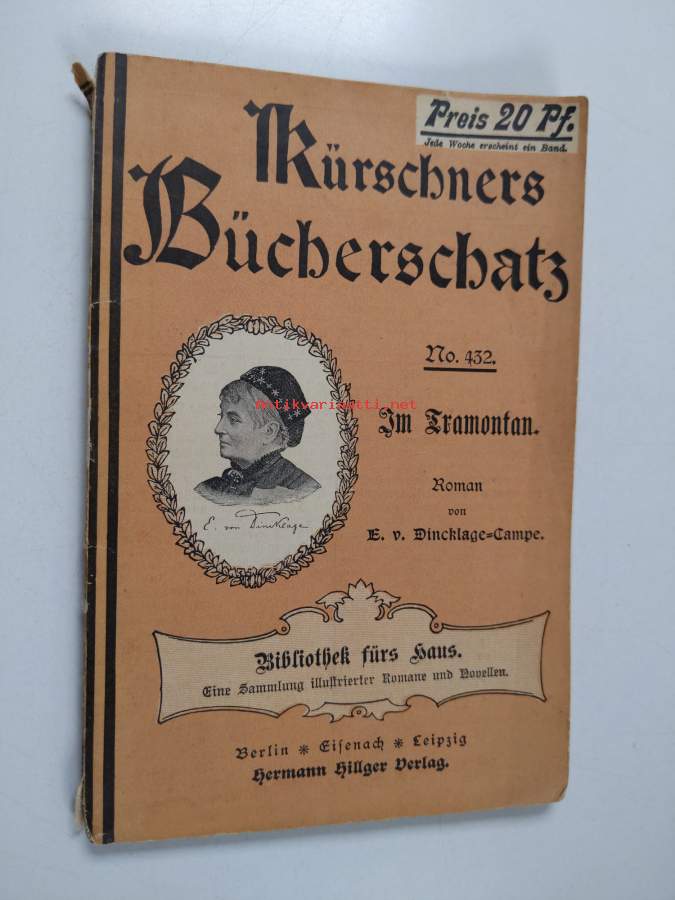 Preis 20 Pf.
Jede Woche erscheint ein Band.
Kürschners
Bücherschatz
No. 432.
antikvariaatti.net
Im Tramontan.
Roman
von
E. v. Dincklage=Campe.
E. von Dincklage
Bibliothek fürs Haus.
Eine Sammlung illustrierter Romane und Novellen.
Berlin * Eisenach * Leipzig
Hermann Hillger Verlag.